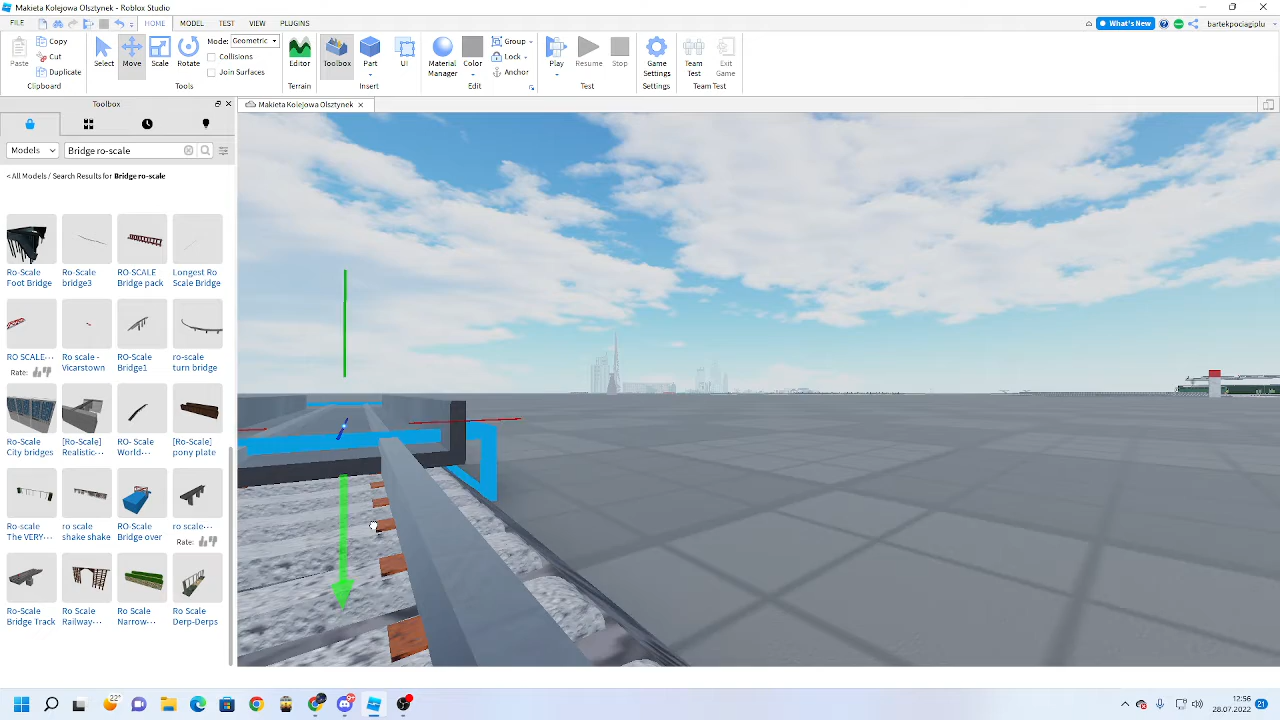 Makieta Kolejowa Olsztynek - Roblox Studio
FILE
HOME MODEL TEST VIEW PLUGINS
What's New
bartekpociagiplu
Paste Copy Cut Duplicate
Clipboard
Select Move Scale Rotate
Mode: Geometric
Collisions
Join Surfaces
Tools
Editor
Terrain
Toolbox Part UI
Insert
Material Manager Color
Group
Lock
Anchor
Edit
Play Resume Stop
Test
Game Settings
Settings
Team Test Exit Game
Team Test
Toolbox
Makieta Kolejowa Olsztynek
Models Bridge ro-scale
< All Models / Search Results for Bridge ro-scale
Ro-Scale Foot Bridge
Ro-Scale bridge3
RO-SCALE Bridge pack
Longest Ro Scale Bridge
RO SCALE...
Rate:
Ro scale - Vicarstown
RO-Scale Bridge1
ro-scale turn bridge
Ro-Scale City bridges
[Ro-Scale] Realistic...
Ro-Scale World...
[Ro-Scale] pony plate
Ro-scale The VERY...
ro scale shake shake
RO-Scale Bridge over
ro scale...
Rate:
Ro-Scale Bridge Track
Ro Scale Railway...
Ro-Scale Narrow...
Ro Scale Derp-Derps
22°
12:56
28.07.2022
21